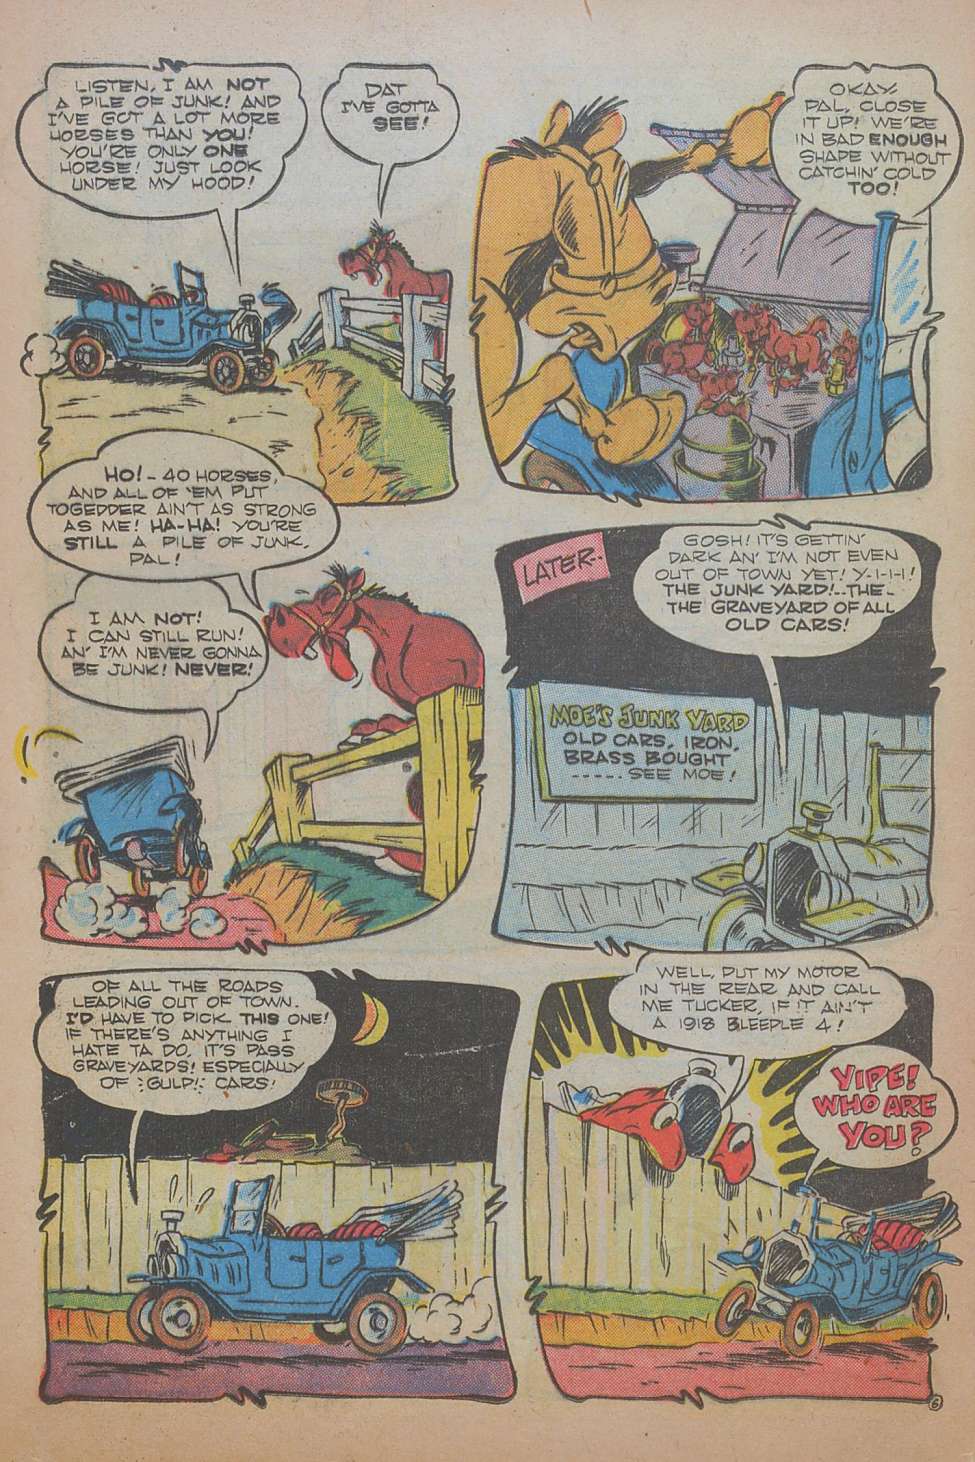 LISTEN, I AM NOT
A PILE OF JUNK! AND
I'VE GOT A LOT MORE
HORSES THAN YOU!
YOU'RE ONLY ONE
HORSE! JUST LOOK
UNDER MY HOOD!
DAT
I'VE GOTTA
SEE!
OKAY,
PAL, CLOSE
IT UP! WE'RE
IN BAD ENOUGH
SHAPE WITHOUT
CATCHIN' COLD
TOO!
HO! - 40 HORSES,
AND ALL OF 'EM PUT
TOGEDDER AIN'T AS STRONG
AS ME! HA-HA! YOU'RE
STILL A PILE OF JUNK,
PAL!
I AM NOT!
I CAN STILL RUN!
AN' I'M NEVER GONNA
BE JUNK! NEVER!
LATER--
GOSH! IT'S GETTIN'
DARK AN' I'M NOT EVEN
OUT OF TOWN YET! Y-I-I-I!
THE JUNK YARD!--THE-
THE GRAVEYARD OF ALL
OLD CARS!
MOE'S JUNK YARD
OLD CARS, IRON,
BRASS BOUGHT
-----SEE MOE!
OF ALL THE ROADS
LEADING OUT OF TOWN.
I'D HAVE TO PICK THIS ONE!
IF THERE'S ANYTHING I
HATE TA DO, IT'S PASS
GRAVEYARDS! ESPECIALLY
OF :GULP!: CARS!
WELL, PUT MY MOTOR
IN THE REAR AND CALL
ME TUCKER, IF IT AIN'T
A 1918 BLEEPLE 4!
YIPE!
WHO ARE
YOU?
6